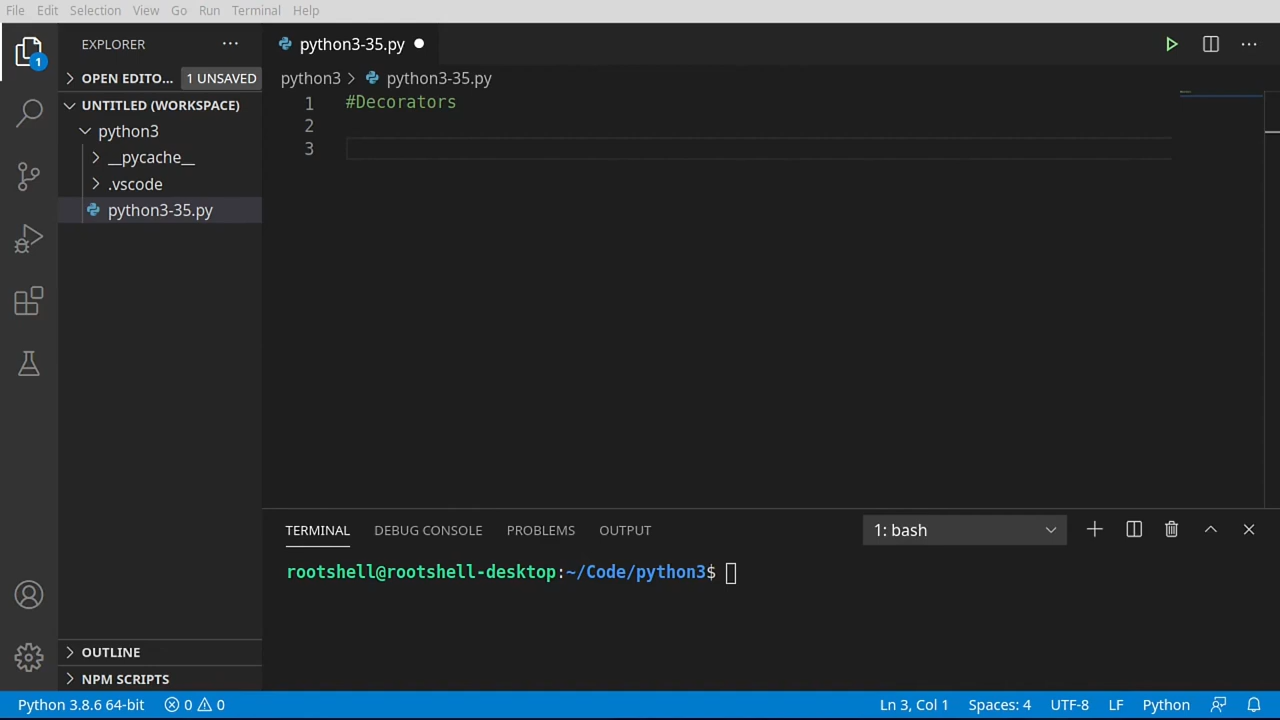 File Edit Selection View Go Run Terminal Help
EXPLORER
OPEN EDITO... 1 UNSAVED
UNTITLED (WORKSPACE)
python3
__pycache__
.vscode
python3-35.py
OUTLINE
NPM SCRIPTS
1
python3-35.py
python3 > python3-35.py
1 #Decorators
2
3
TERMINAL DEBUG CONSOLE PROBLEMS OUTPUT 1: bash
rootshell@rootshell-desktop:~/Code/python3$
Python 3.8.6 64-bit 0 0 Ln 3, Col 1 Spaces: 4 UTF-8 LF Python